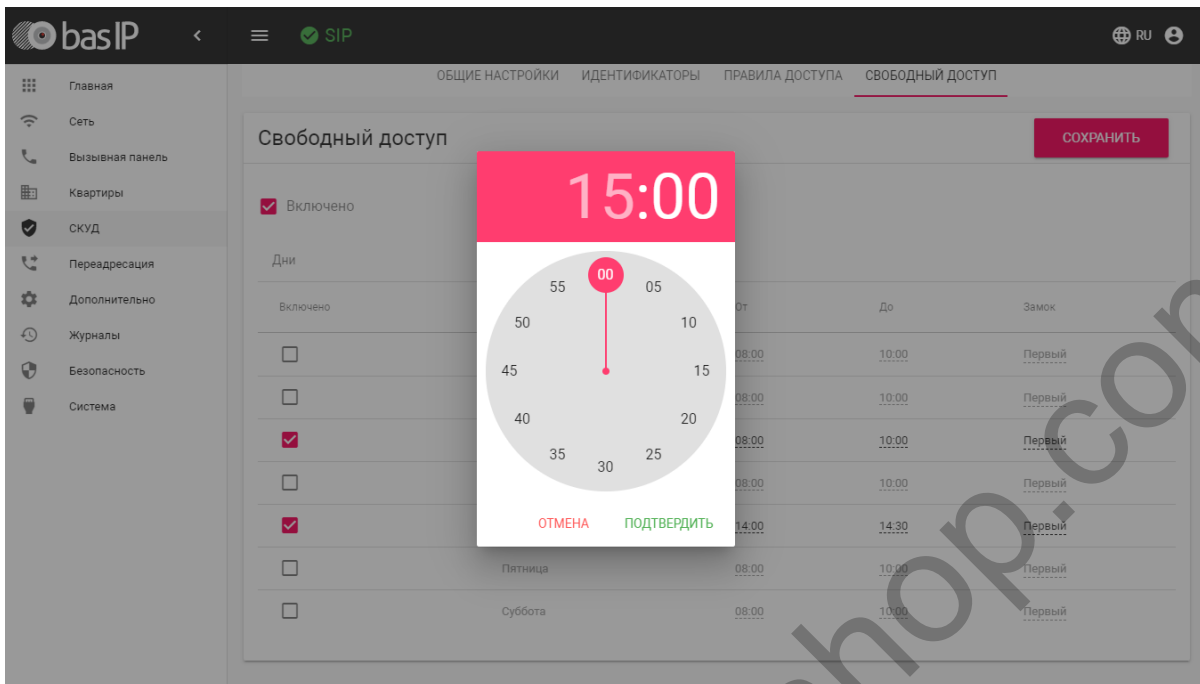 basIP
SIP
RU
ОБЩИЕ НАСТРОЙКИ ИДЕНТИФИКАТОРЫ ПРАВИЛА ДОСТУПА СВОБОДНЫЙ ДОСТУП
Главная
Сеть
Вызывная панель
Квартиры
СКУД
Переадресация
Дополнительно
Журналы
Безопасность
Система
Свободный доступ
СОХРАНИТЬ
Включено
Дни
Включено От До Замок
08:00 10:00 Первый
08:00 10:00 Первый
08:00 10:00 Первый
08:00 10:00 Первый
14:00 14:30 Первый
Пятница 08:00 10:00 Первый
Суббота 08:00 10:00 Первый
15:00
00
55 05
50 10
45 15
40 20
35 25
30
ОТМЕНА ПОДТВЕРДИТЬ
hop.co